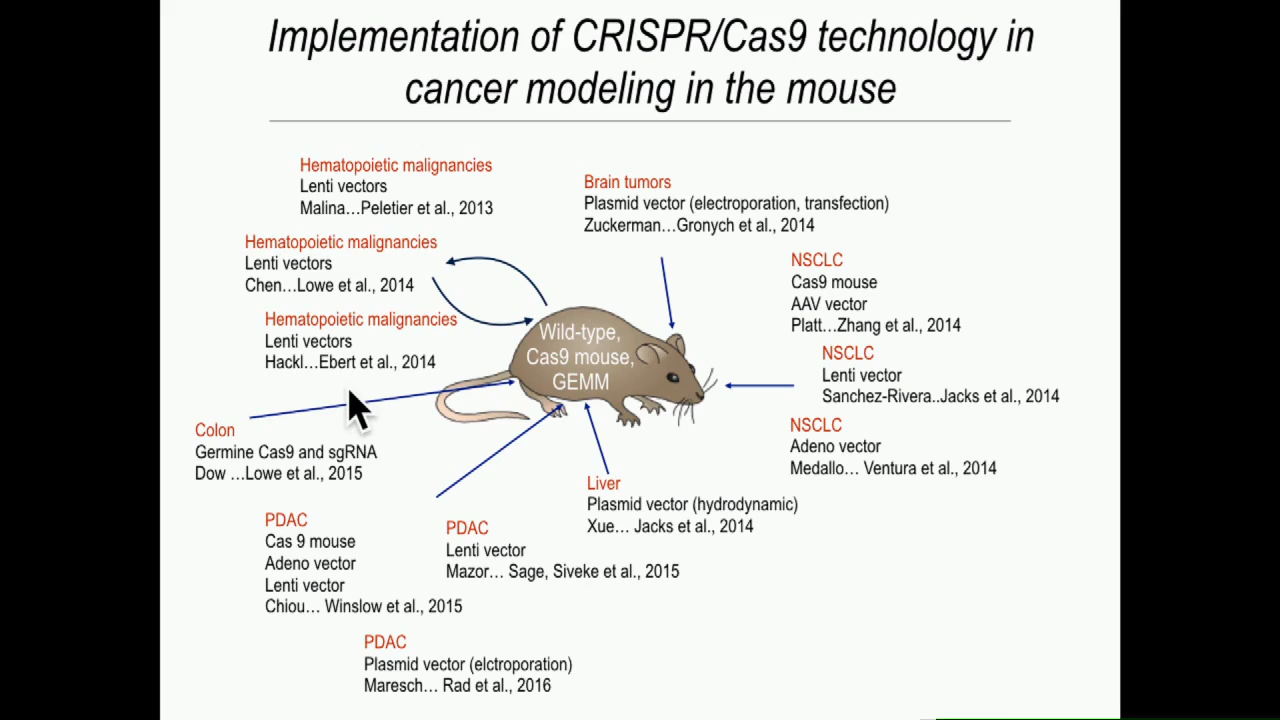 Implementation of CRISPR/Cas9 technology in
cancer modeling in the mouse
Hematopoietic malignancies
Lenti vectors
Malina…Peletier et al., 2013
Brain tumors
Plasmid vector (electroporation, transfection)
Zuckerman…Gronych et al., 2014
Hematopoietic malignancies
Lenti vectors
Chen…Lowe et al., 2014
NSCLC
Cas9 mouse
AAV vector
Platt…Zhang et al., 2014
Hematopoietic malignancies
Lenti vectors
Hackl…Ebert et al., 2014
Wild-type,
Cas9 mouse,
GEMM
NSCLC
Lenti vector
Sanchez-Rivera..Jacks et al., 2014
Colon
Germine Cas9 and sgRNA
Dow …Lowe et al., 2015
NSCLC
Adeno vector
Medallo… Ventura et al., 2014
Liver
Plasmid vector (hydrodynamic)
Xue… Jacks et al., 2014
PDAC
Cas 9 mouse
Adeno vector
Lenti vector
Chiou… Winslow et al., 2015
PDAC
Lenti vector
Mazor… Sage, Siveke et al., 2015
PDAC
Plasmid vector (elctroporation)
Maresch… Rad et al., 2016